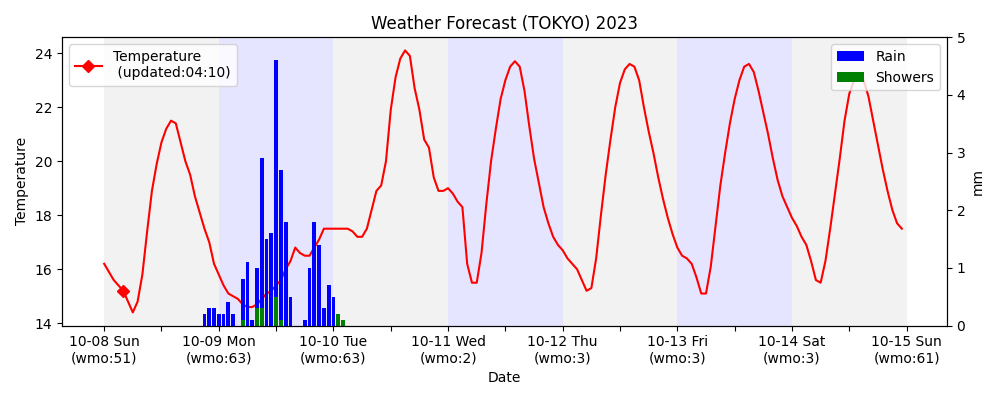 Weather Forecast (TOKYO) 2023
Temperature
(updated:04:10)
Rain
Showers
Temperature
24
22
20
18
16
14
5
4
3
2
1
0
mm
10-08 Sun
(wmo:51)
10-09 Mon
(wmo:63)
10-10 Tue
(wmo:63)
10-11 Wed
(wmo:2)
10-12 Thu
(wmo:3)
10-13 Fri
(wmo:3)
10-14 Sat
(wmo:3)
10-15 Sun
(wmo:61)
Date